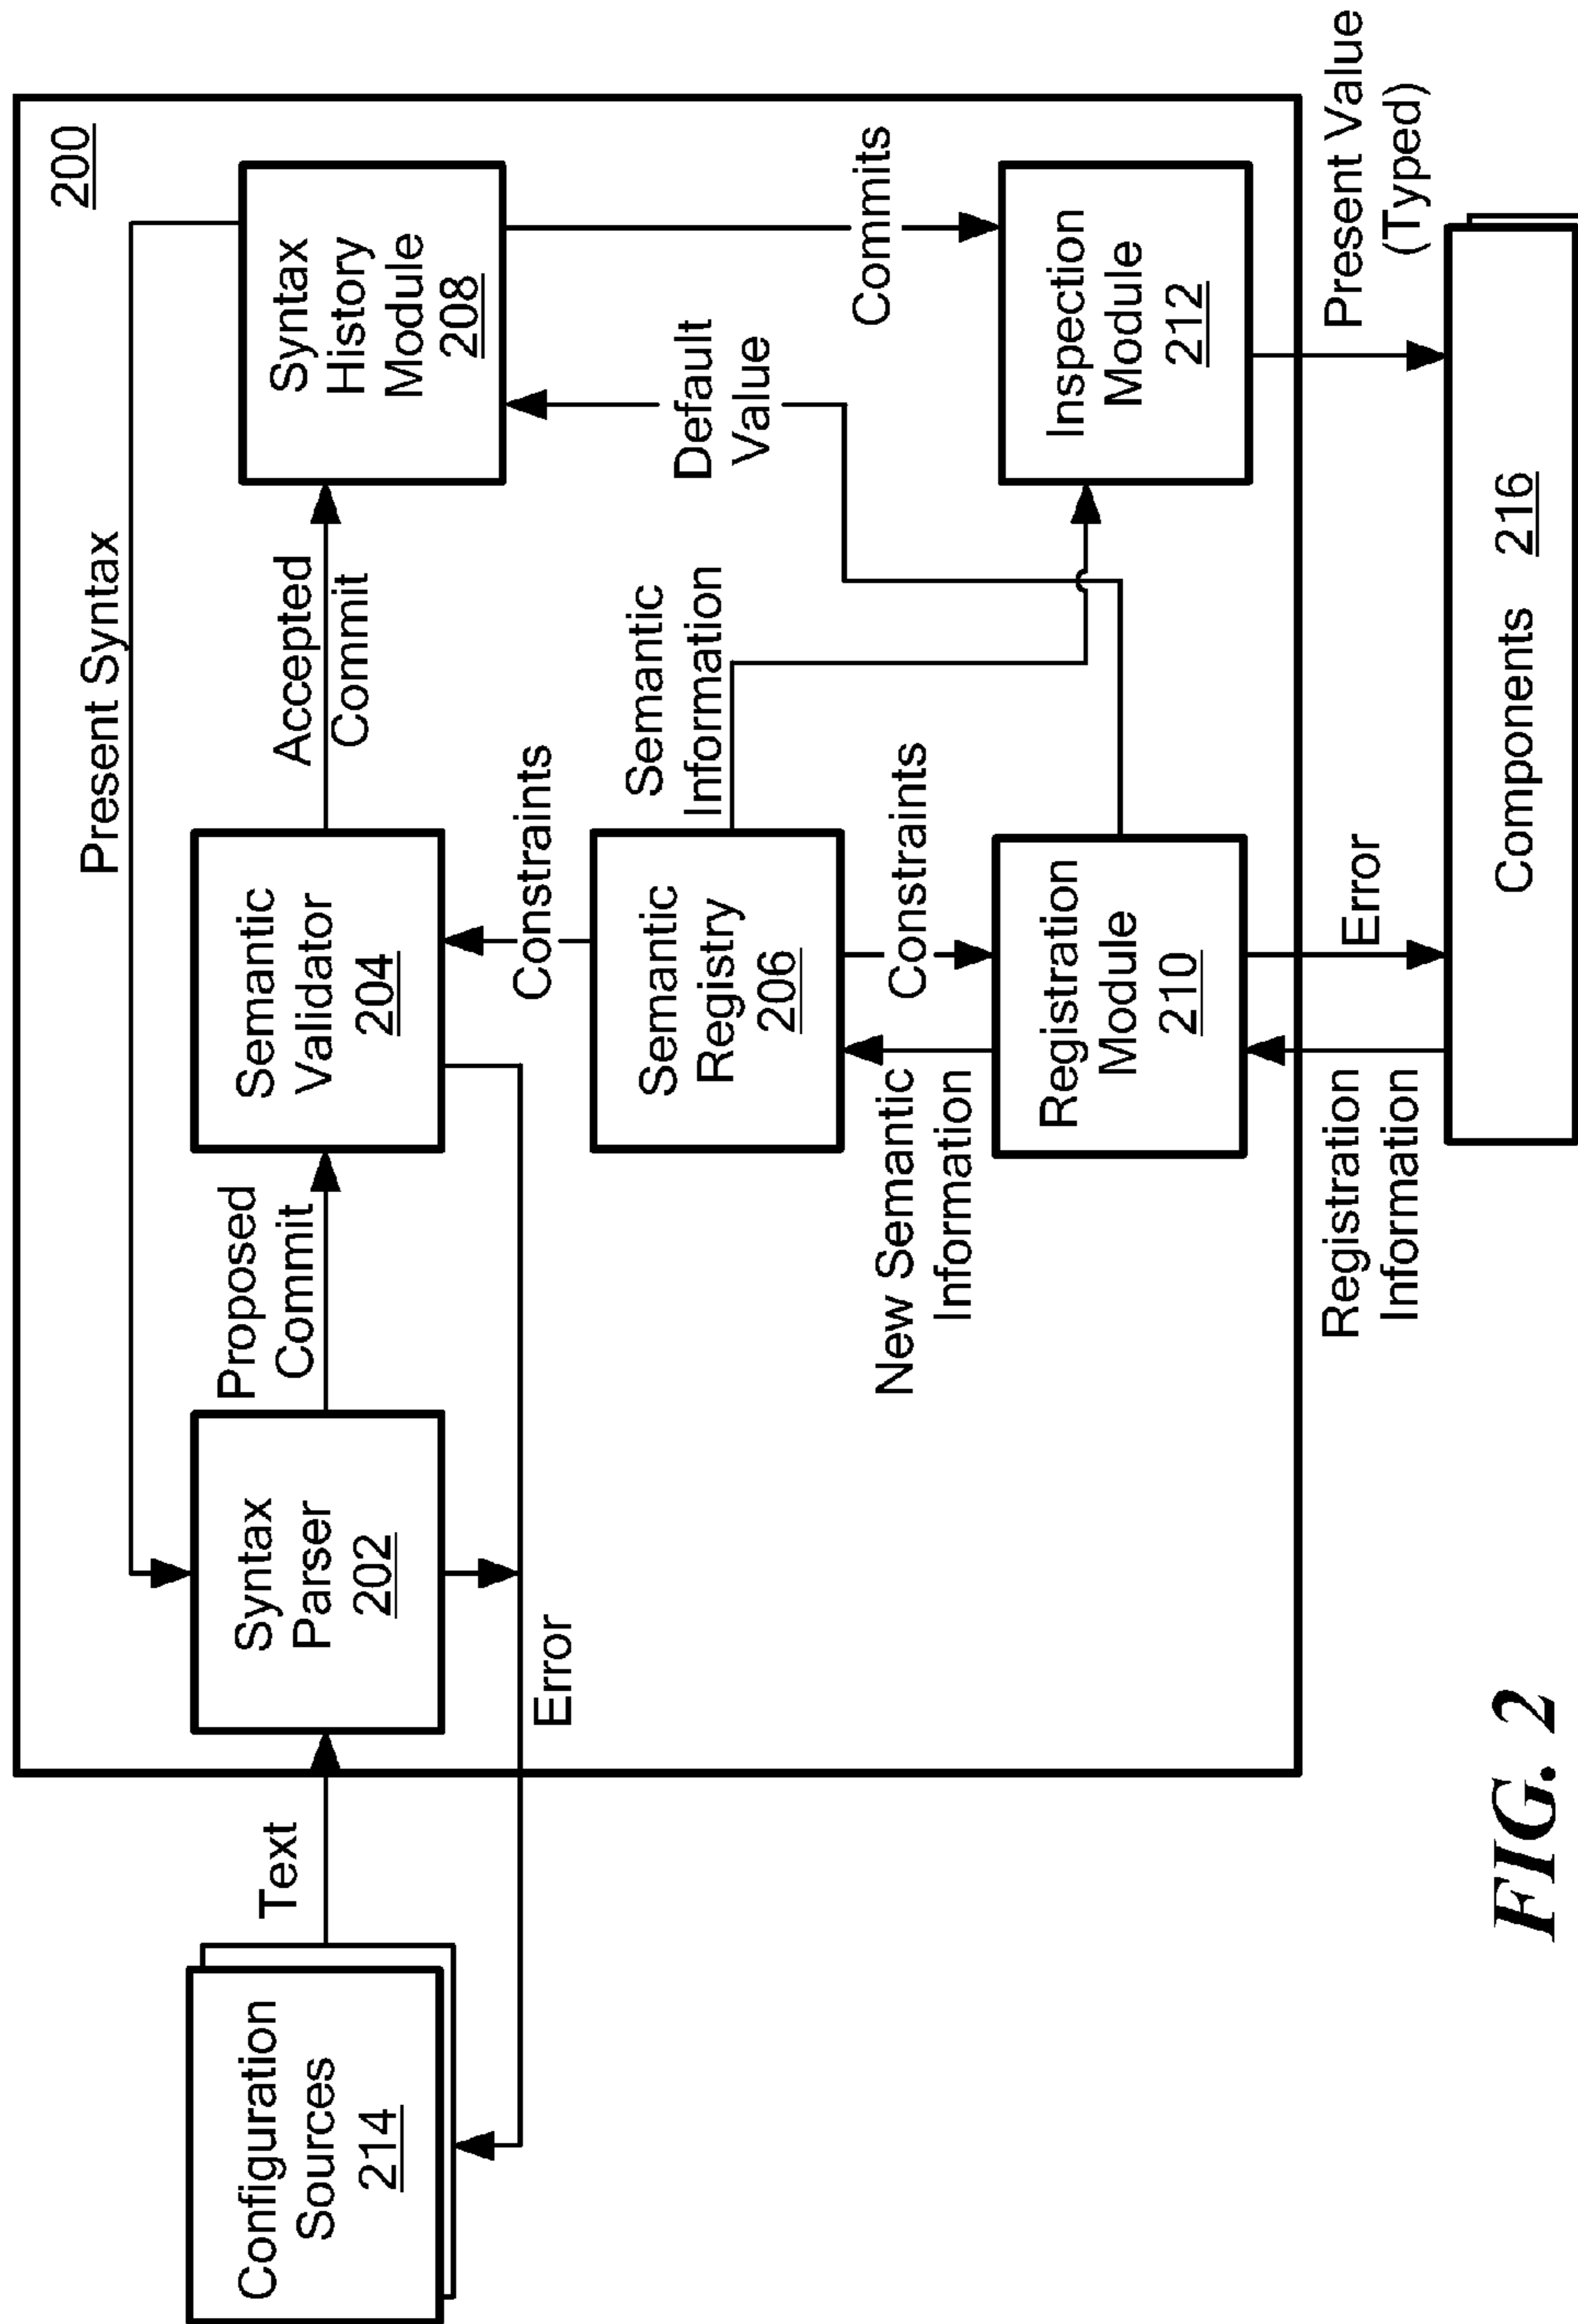 200
Present Syntax
Configuration
Sources
214
Text
Syntax
Parser
202
Proposed
Commit
Semantic
Validator
204
Accepted
Commit
Syntax
History
Module
208
Error
Constraints
Semantic
Registry
206
Semantic
Information
Default
Value
Commits
New Semantic
Information
Constraints
Registration
Module
210
Inspection
Module
212
Registration
Information
Error
Present Value
(Typed)
Components 216
FIG. 2